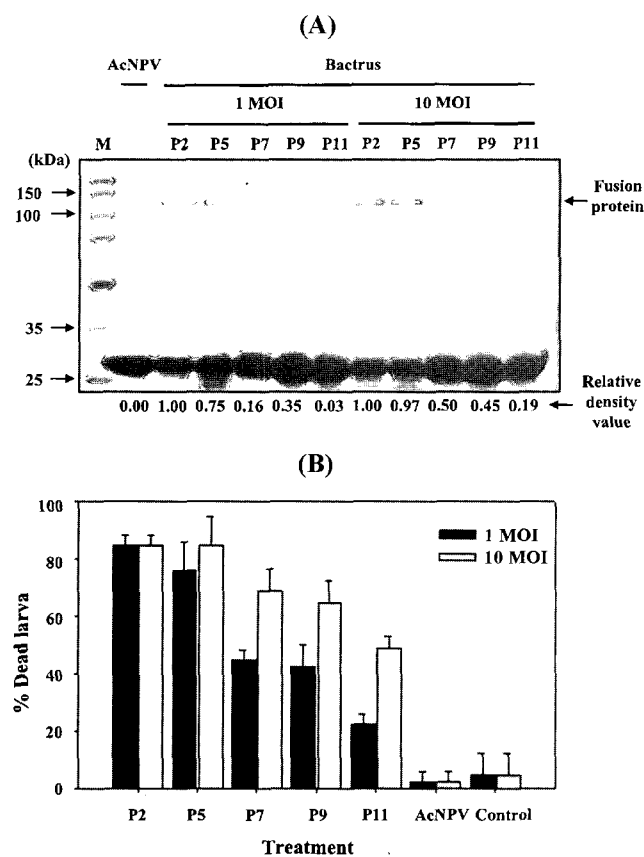 (A)
AcNPV Bactrus
1 MOI 10 MOI
M P2 P5 P7 P9 P11 P2 P5 P7 P9 P11
(kDa)
150
100
Fusion
protein
35
25
Relative
density
value
0.00 1.00 0.75 0.16 0.35 0.03 1.00 0.97 0.50 0.45 0.19
(B)
100
80
60
40
20
0
% Dead larva
1 MOI
10 MOI
P2 P5 P7 P9 P11 AcNPV Control
Treatment